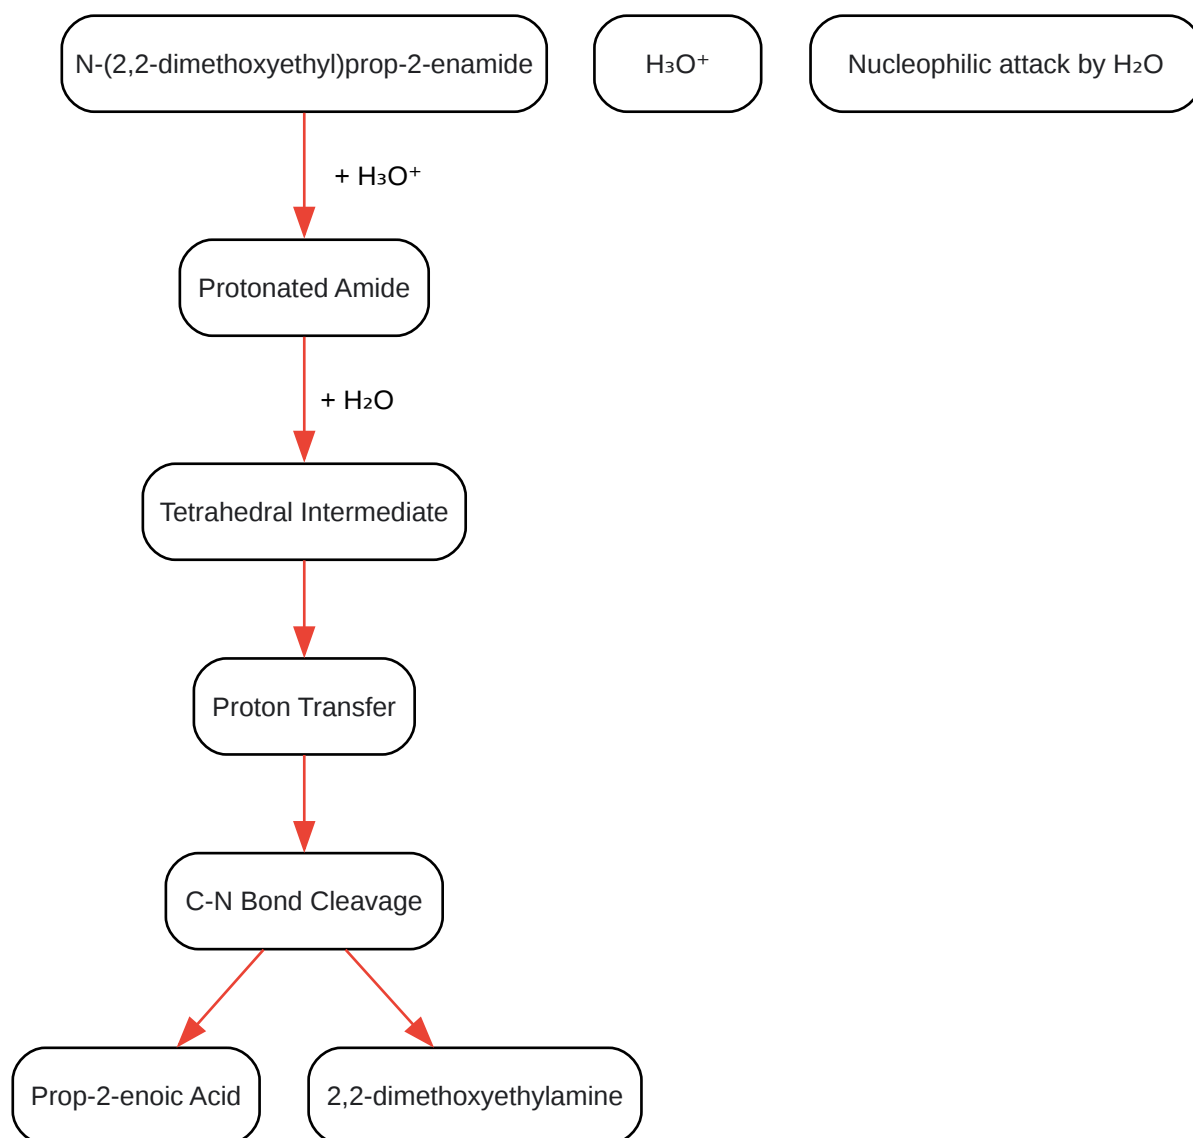 N-(2,2-dimethoxyethyl)prop-2-enamide
H₃O⁺
Nucleophilic attack by H₂O
+ H₃O⁺
Protonated Amide
+ H₂O
Tetrahedral Intermediate
Proton Transfer
C-N Bond Cleavage
Prop-2-enoic Acid
2,2-dimethoxyethylamine